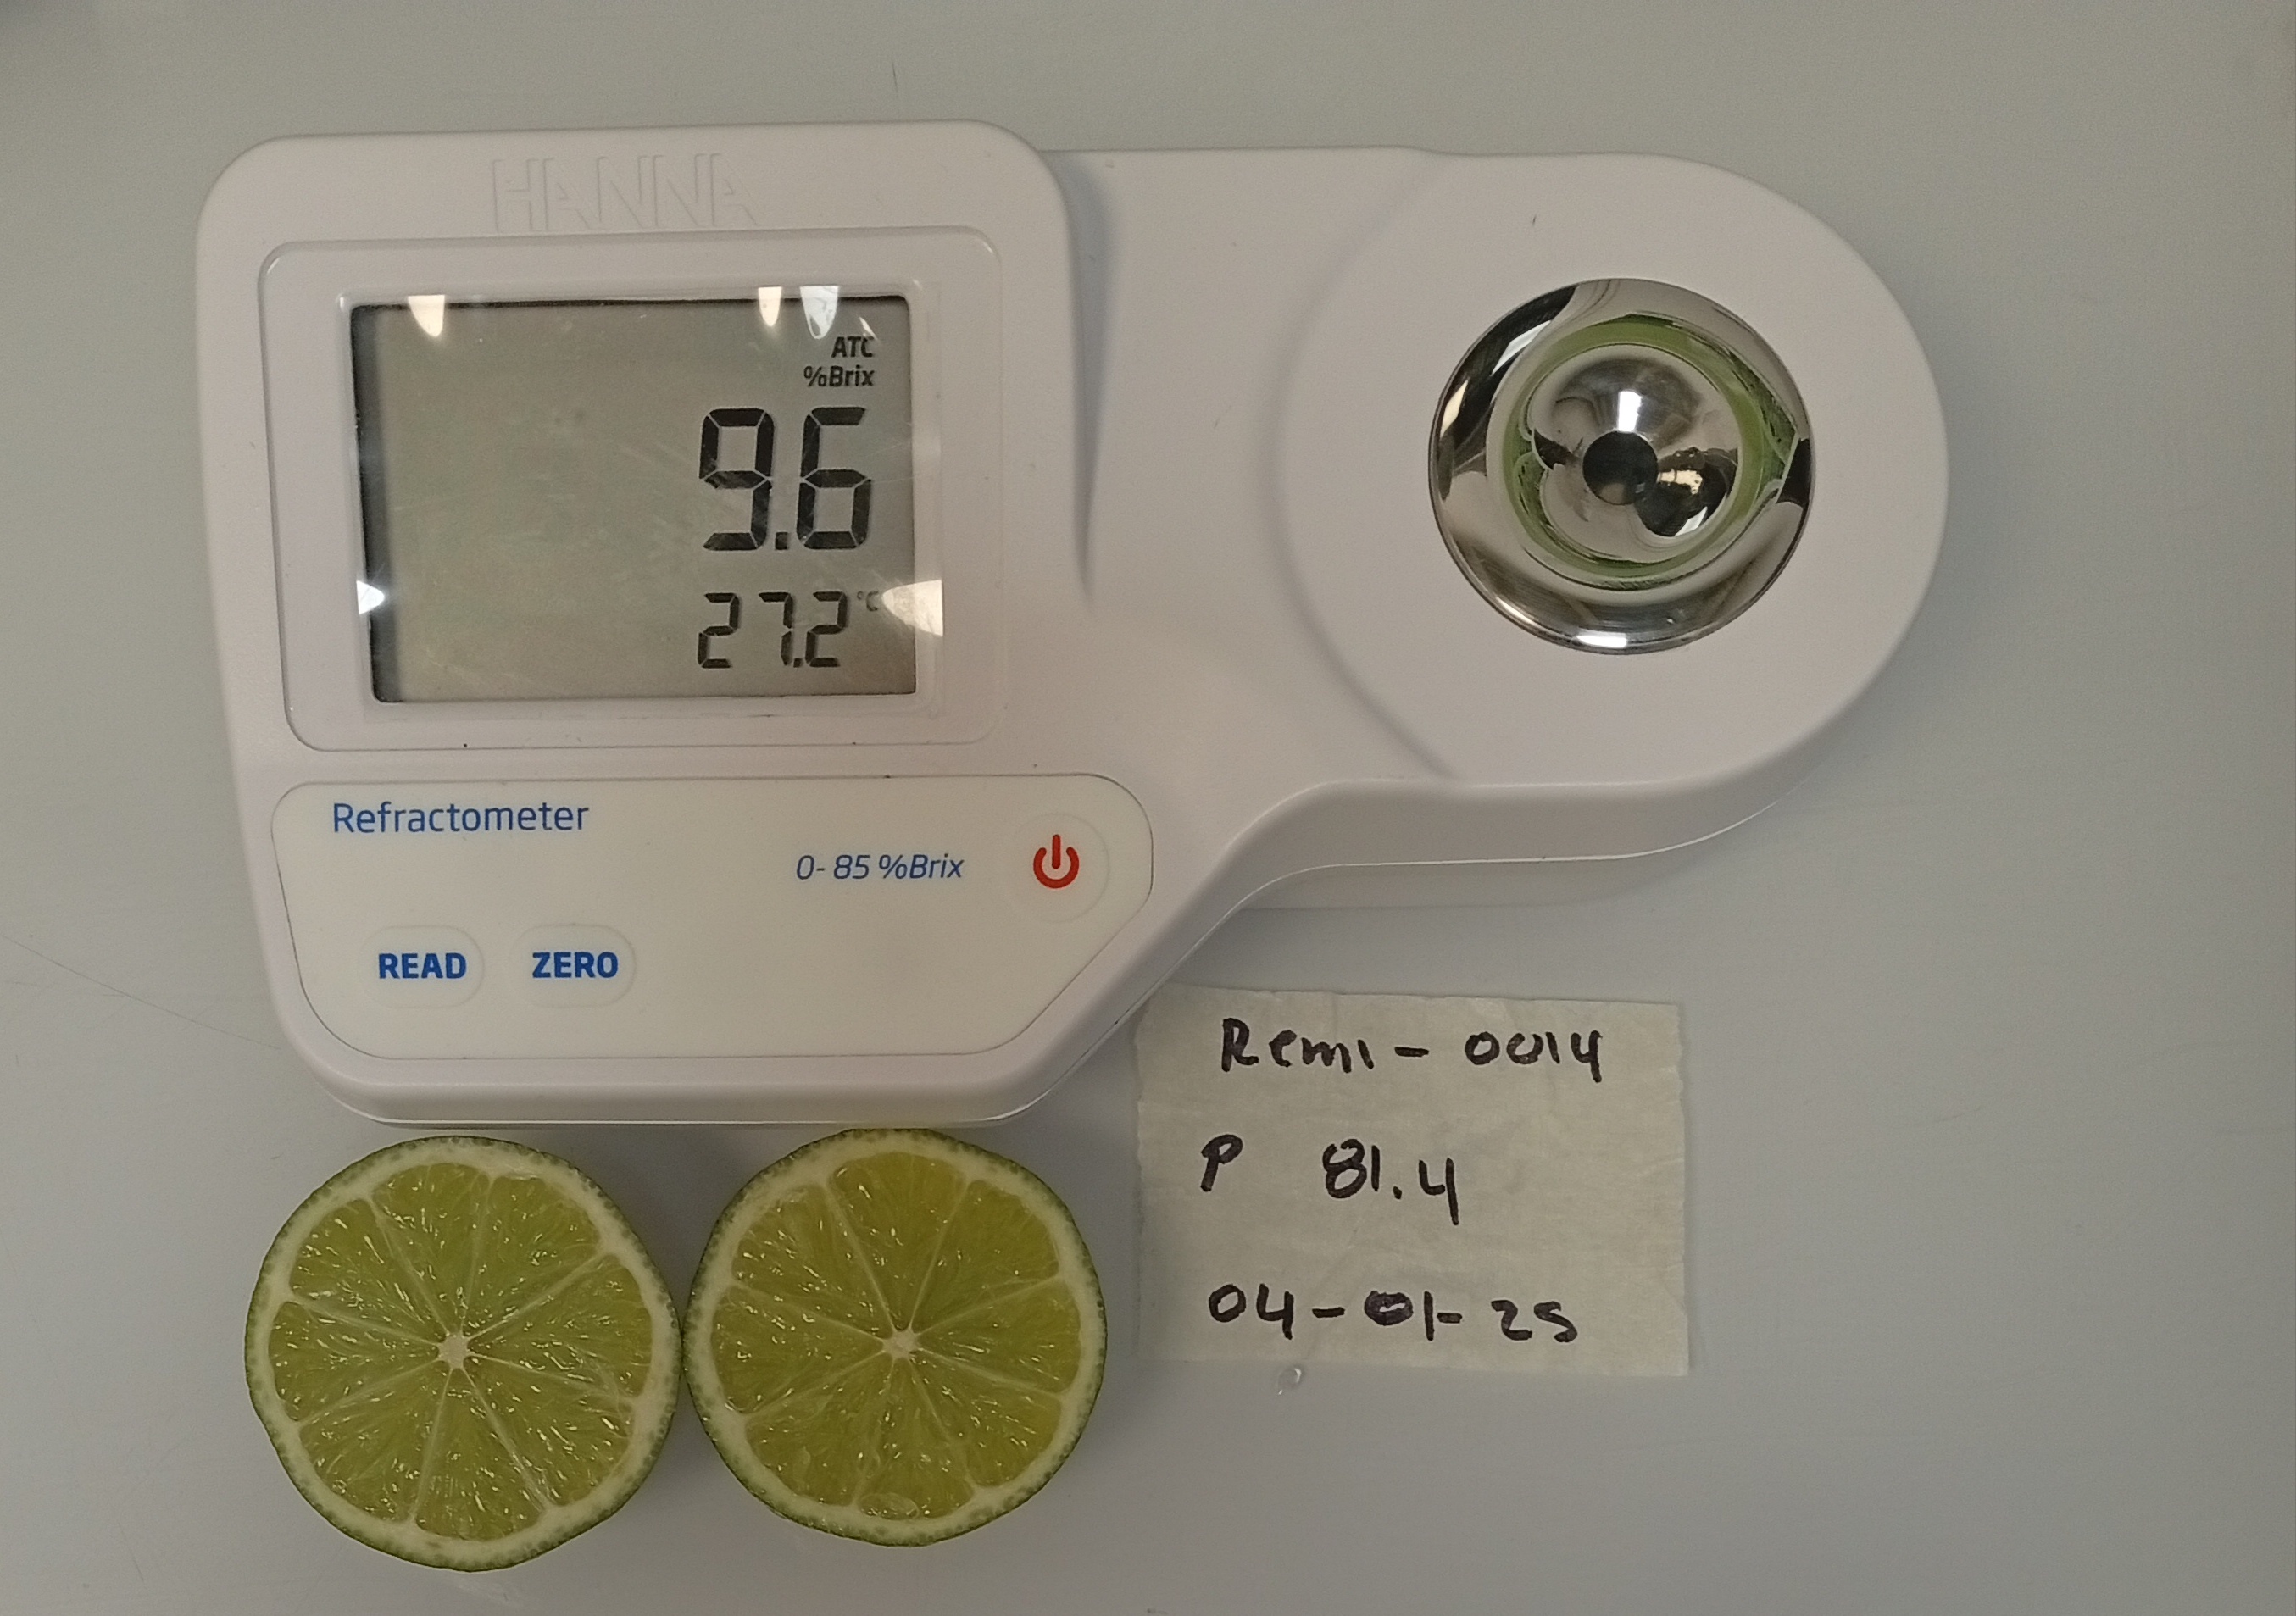 HANNA
ATC
%Brix
9.6
27.2 °C
Refractometer
0-85 %Brix
READ ZERO
Remi - 0014
P 81.4
04-01-25